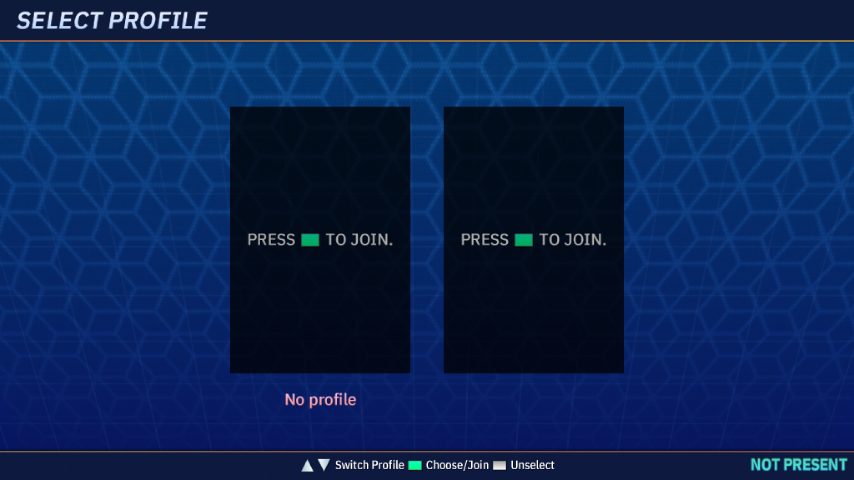 SELECT PROFILE
PRESS TO JOIN.
PRESS TO JOIN.
No profile
Switch Profile Choose/Join Unselect
NOT PRESENT